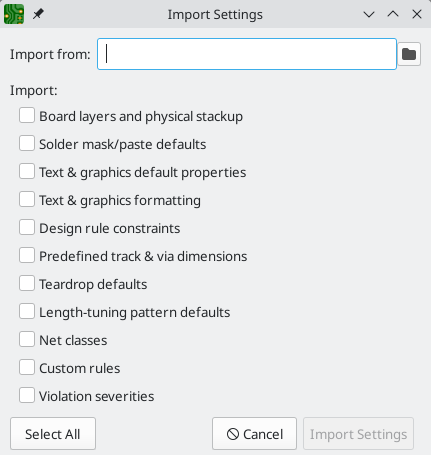 Import Settings
Import from:
Import:
Board layers and physical stackup
Solder mask/paste defaults
Text & graphics default properties
Text & graphics formatting
Design rule constraints
Predefined track & via dimensions
Teardrop defaults
Length-tuning pattern defaults
Net classes
Custom rules
Violation severities
Select All Cancel Import Settings